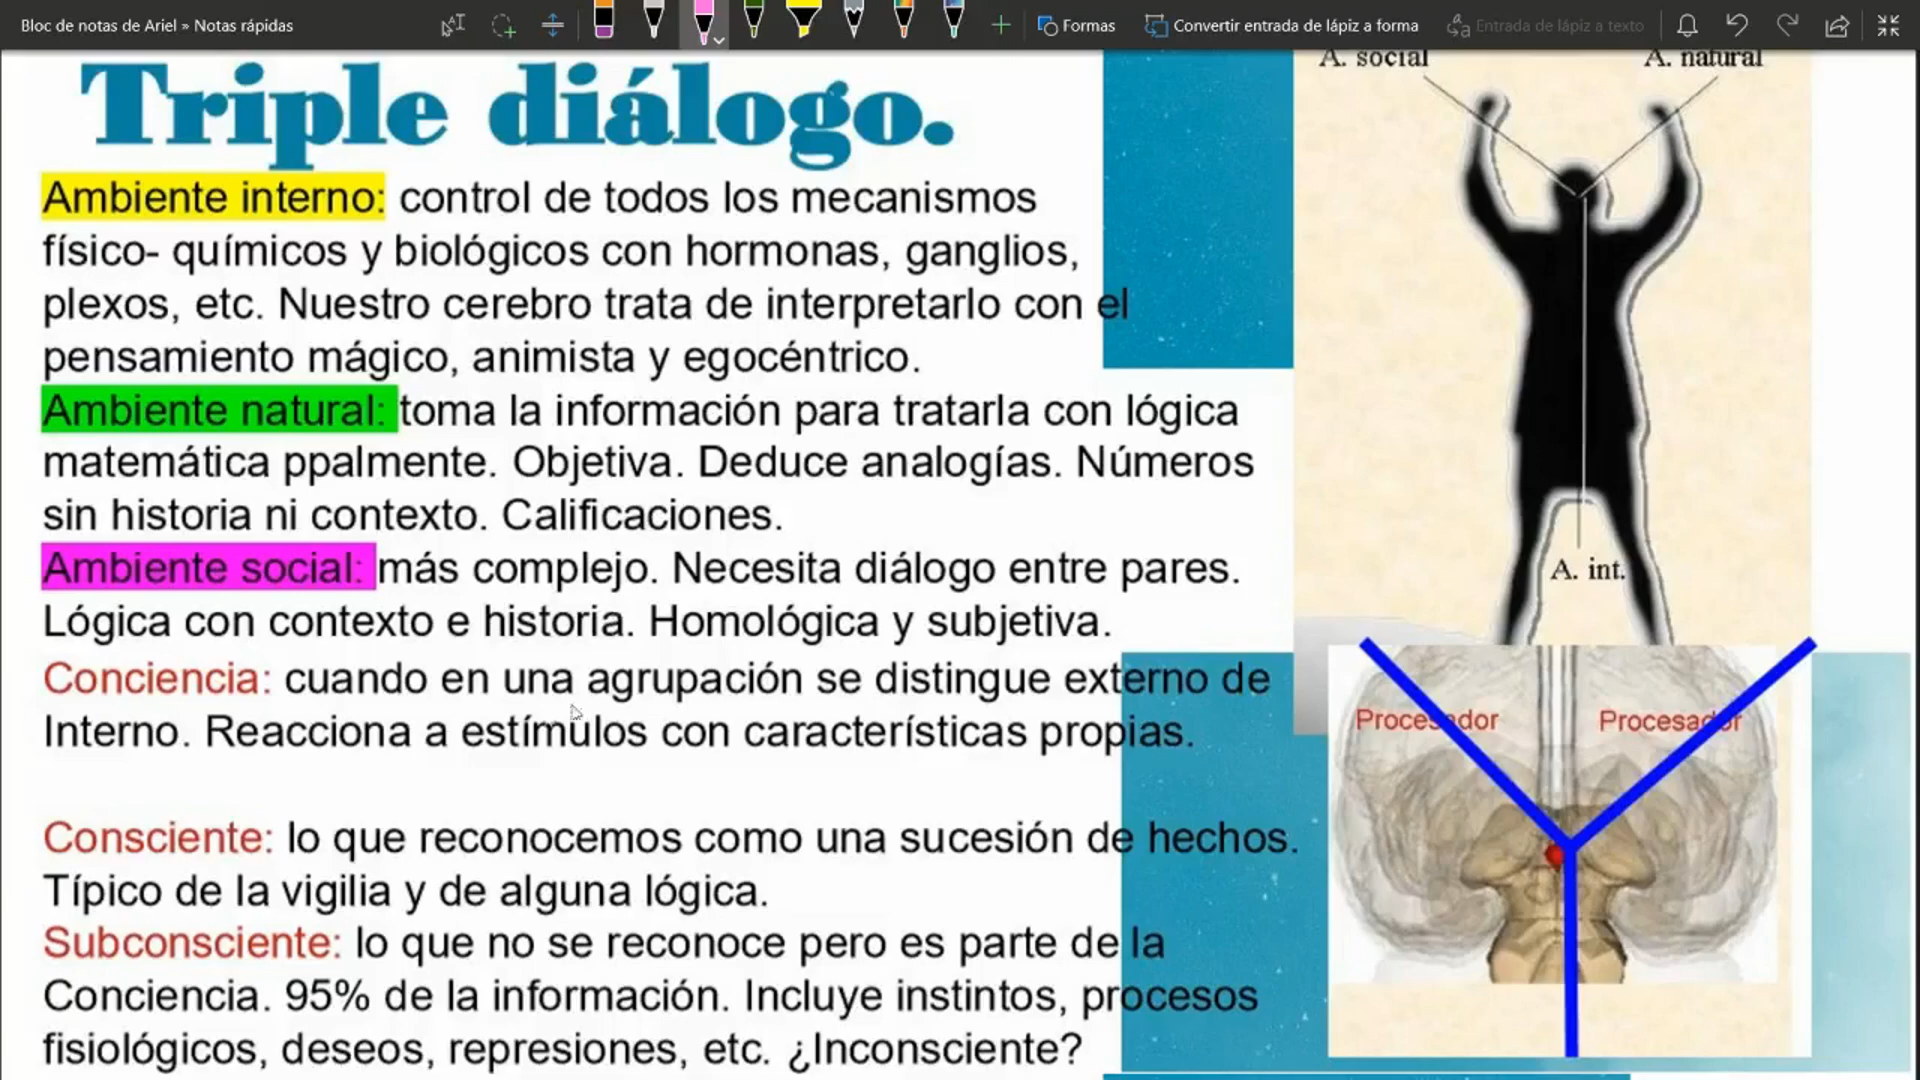 Bloc de notas de Ariel » Notas rápidas
Formas
Convertir entrada de lápiz a forma
Entrada de lápiz a texto
Triple diálogo.
Ambiente interno: control de todos los mecanismos
físico- químicos y biológicos con hormonas, ganglios,
plexos, etc. Nuestro cerebro trata de interpretarlo con el
pensamiento mágico, animista y egocéntrico.
Ambiente natural: toma la información para tratarla con lógica
matemática ppalmente. Objetiva. Deduce analogías. Números
sin historia ni contexto. Calificaciones.
Ambiente social: más complejo. Necesita diálogo entre pares.
Lógica con contexto e historia. Homológica y subjetiva.
Conciencia: cuando en una agrupación se distingue externo de
Interno. Reacciona a estímulos con características propias.
Consciente: lo que reconocemos como una sucesión de hechos.
Típico de la vigilia y de alguna lógica.
Subconsciente: lo que no se reconoce pero es parte de la
Conciencia. 95% de la información. Incluye instintos, procesos
fisiológicos, deseos, represiones, etc. ¿Inconsciente?
A. social
A. natural
A. int.
Procesador
Procesador